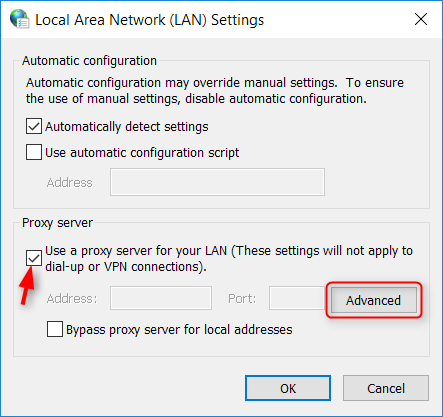 Local Area Network (LAN) Settings
Automatic configuration
Automatic configuration may override manual settings.  To ensure
the use of manual settings, disable automatic configuration.
Automatically detect settings
Use automatic configuration script
Address
Proxy server
Use a proxy server for your LAN (These settings will not apply to
dial-up or VPN connections).
Address: Port: Advanced
Bypass proxy server for local addresses
OK Cancel